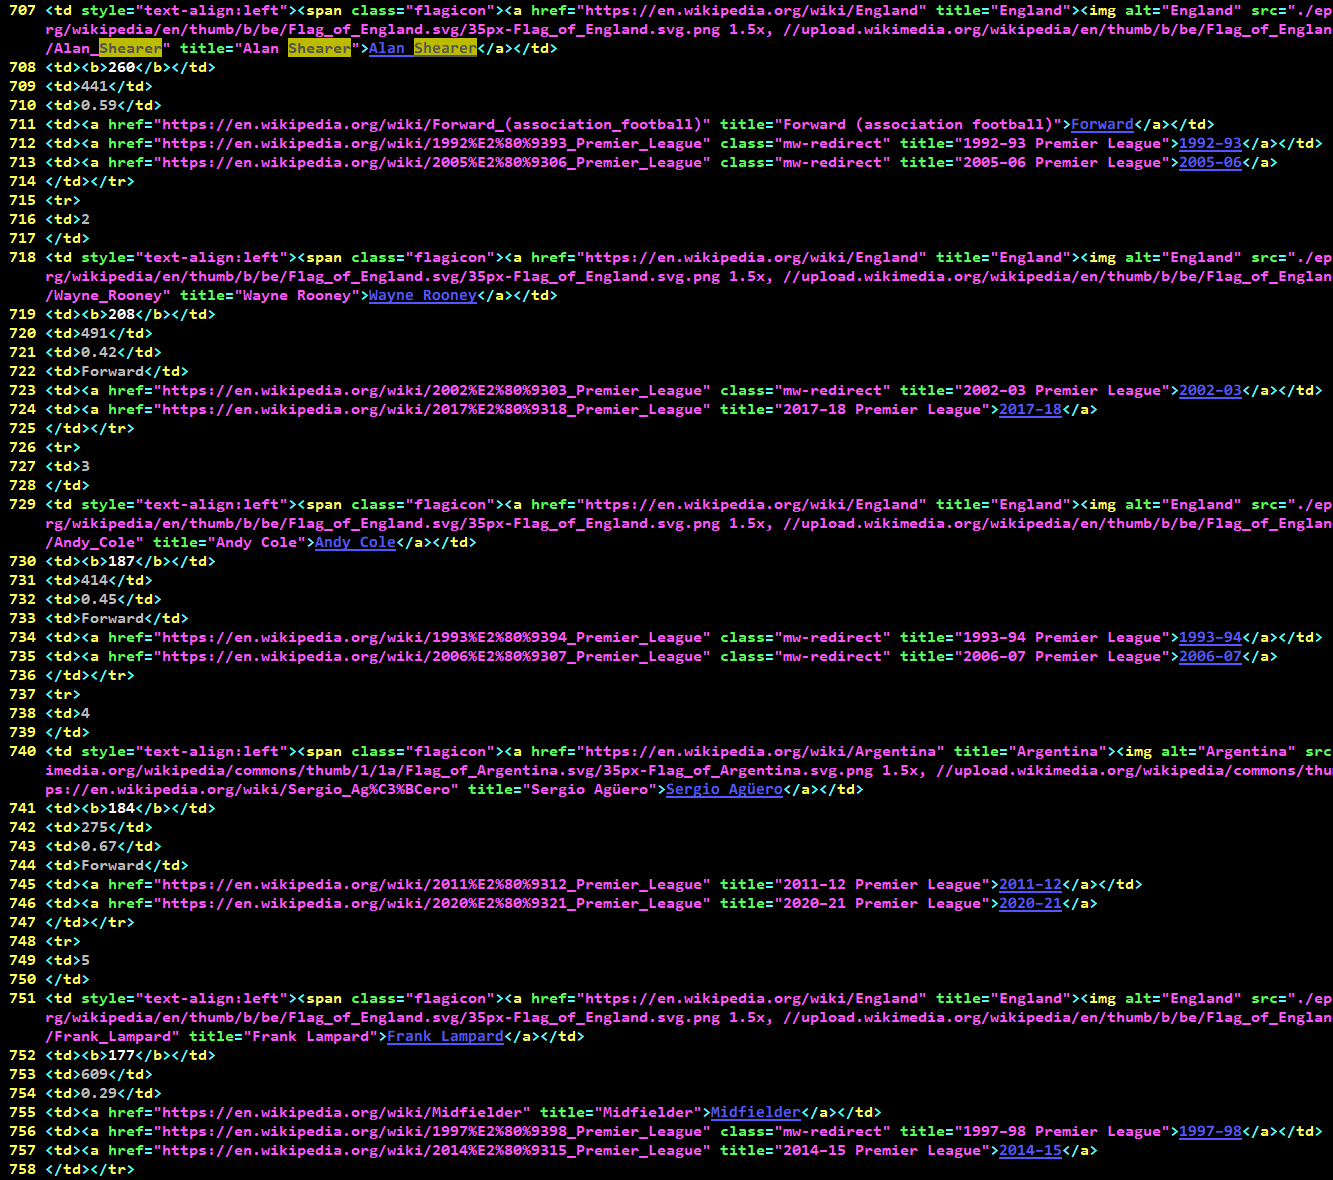 707 <td style="text-align:left"><span class="flagicon"><a href="https://en.wikipedia.org/wiki/England" title="England"><img alt="England" src="./ep
rg/wikipedia/en/thumb/b/be/Flag_of_England.svg/35px-Flag_of_England.svg.png 1.5x, //upload.wikimedia.org/wikipedia/en/thumb/b/be/Flag_of_Englan
/Alan_Shearer" title="Alan Shearer">Alan Shearer</a></td>
708 <td><b>260</b></td>
709 <td>441</td>
710 <td>0.59</td>
711 <td><a href="https://en.wikipedia.org/wiki/Forward_(association_football)" title="Forward (association football)">Forward</a></td>
712 <td><a href="https://en.wikipedia.org/wiki/1992%E2%80%9393_Premier_League" class="mw-redirect" title="1992–93 Premier League">1992–93</a></td>
713 <td><a href="https://en.wikipedia.org/wiki/2005%E2%80%9306_Premier_League" class="mw-redirect" title="2005–06 Premier League">2005–06</a>
714 </td></tr>
715 <tr>
716 <td>2
717 </td>
718 <td style="text-align:left"><span class="flagicon"><a href="https://en.wikipedia.org/wiki/England" title="England"><img alt="England" src="./ep
rg/wikipedia/en/thumb/b/be/Flag_of_England.svg/35px-Flag_of_England.svg.png 1.5x, //upload.wikimedia.org/wikipedia/en/thumb/b/be/Flag_of_Englan
/Wayne_Rooney" title="Wayne Rooney">Wayne Rooney</a></td>
719 <td><b>208</b></td>
720 <td>491</td>
721 <td>0.42</td>
722 <td>Forward</td>
723 <td><a href="https://en.wikipedia.org/wiki/2002%E2%80%9303_Premier_League" class="mw-redirect" title="2002–03 Premier League">2002–03</a></td>
724 <td><a href="https://en.wikipedia.org/wiki/2017%E2%80%9318_Premier_League" title="2017–18 Premier League">2017–18</a>
725 </td></tr>
726 <tr>
727 <td>3
728 </td>
729 <td style="text-align:left"><span class="flagicon"><a href="https://en.wikipedia.org/wiki/England" title="England"><img alt="England" src="./ep
rg/wikipedia/en/thumb/b/be/Flag_of_England.svg/35px-Flag_of_England.svg.png 1.5x, //upload.wikimedia.org/wikipedia/en/thumb/b/be/Flag_of_Englan
/Andy_Cole" title="Andy Cole">Andy Cole</a></td>
730 <td><b>187</b></td>
731 <td>414</td>
732 <td>0.45</td>
733 <td>Forward</td>
734 <td><a href="https://en.wikipedia.org/wiki/1993%E2%80%9394_Premier_League" class="mw-redirect" title="1993–94 Premier League">1993–94</a></td>
735 <td><a href="https://en.wikipedia.org/wiki/2006%E2%80%9307_Premier_League" class="mw-redirect" title="2006–07 Premier League">2006–07</a>
736 </td></tr>
737 <tr>
738 <td>4
739 </td>
740 <td style="text-align:left"><span class="flagicon"><a href="https://en.wikipedia.org/wiki/Argentina" title="Argentina"><img alt="Argentina" src
imedia.org/wikipedia/commons/thumb/1/1a/Flag_of_Argentina.svg/35px-Flag_of_Argentina.svg.png 1.5x, //upload.wikimedia.org/wikipedia/commons/thu
ps://en.wikipedia.org/wiki/Sergio_Ag%C3%BCero" title="Sergio Agüero">Sergio Agüero</a></td>
741 <td><b>184</b></td>
742 <td>275</td>
743 <td>0.67</td>
744 <td>Forward</td>
745 <td><a href="https://en.wikipedia.org/wiki/2011%E2%80%9312_Premier_League" title="2011–12 Premier League">2011–12</a></td>
746 <td><a href="https://en.wikipedia.org/wiki/2020%E2%80%9321_Premier_League" title="2020–21 Premier League">2020–21</a>
747 </td></tr>
748 <tr>
749 <td>5
750 </td>
751 <td style="text-align:left"><span class="flagicon"><a href="https://en.wikipedia.org/wiki/England" title="England"><img alt="England" src="./ep
rg/wikipedia/en/thumb/b/be/Flag_of_England.svg/35px-Flag_of_England.svg.png 1.5x, //upload.wikimedia.org/wikipedia/en/thumb/b/be/Flag_of_Englan
/Frank_Lampard" title="Frank Lampard">Frank Lampard</a></td>
752 <td><b>177</b></td>
753 <td>609</td>
754 <td>0.29</td>
755 <td><a href="https://en.wikipedia.org/wiki/Midfielder" title="Midfielder">Midfielder</a></td>
756 <td><a href="https://en.wikipedia.org/wiki/1997%E2%80%9398_Premier_League" class="mw-redirect" title="1997–98 Premier League">1997–98</a></td>
757 <td><a href="https://en.wikipedia.org/wiki/2014%E2%80%9315_Premier_League" title="2014–15 Premier League">2014–15</a>
758 </td></tr>